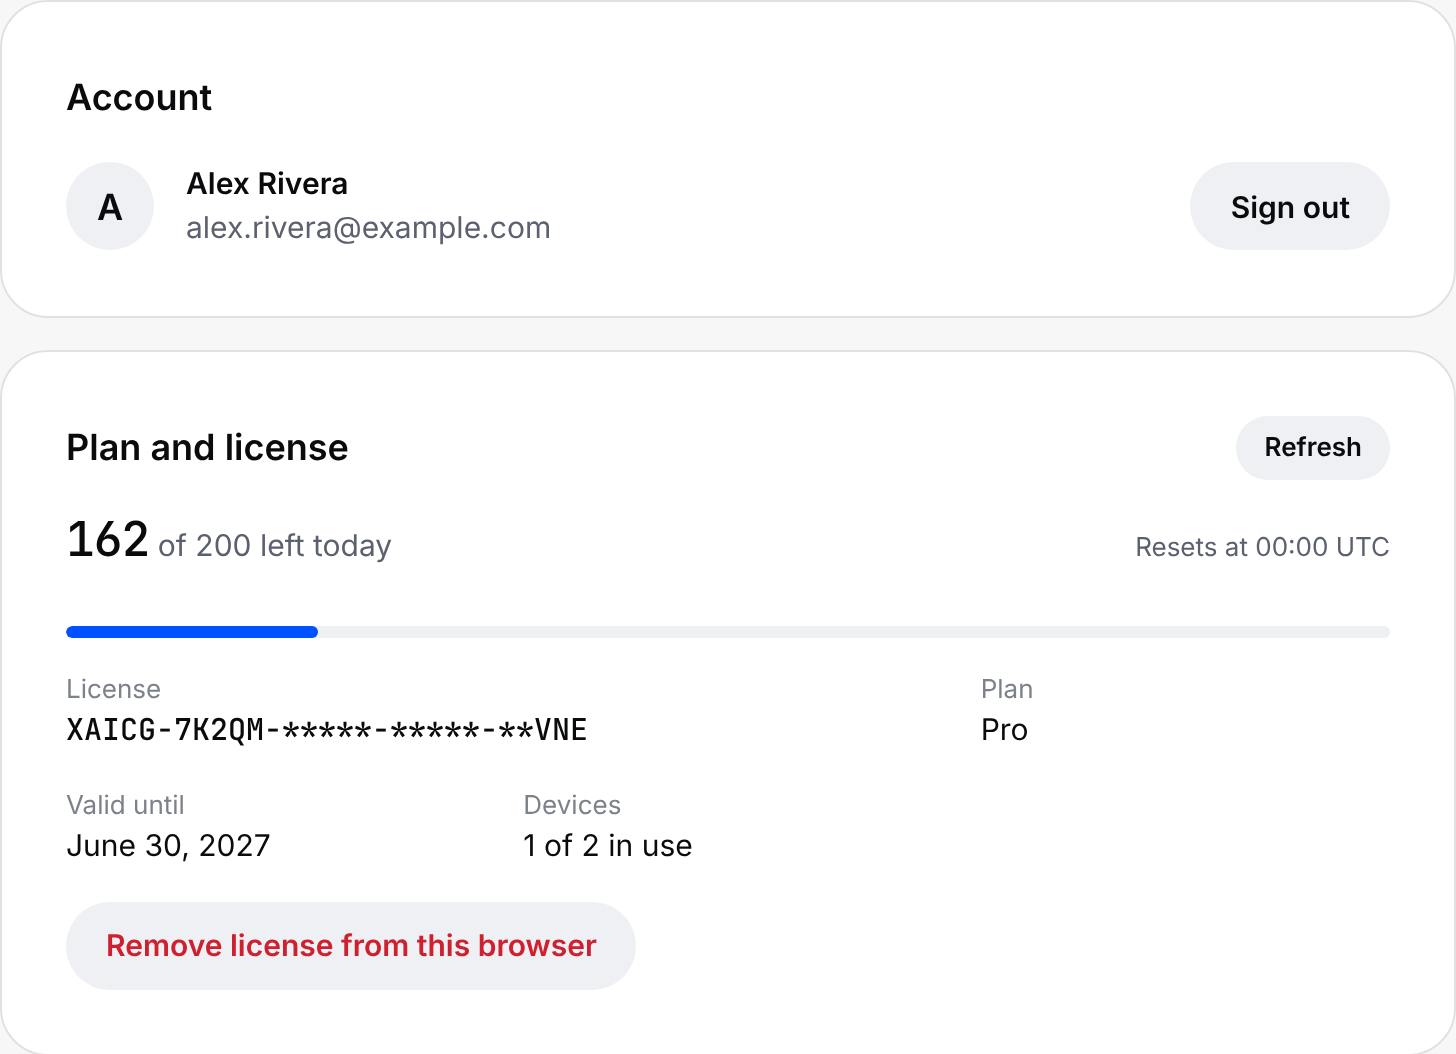 Account
A
Alex Rivera
alex.rivera@example.com
Sign out
Plan and license
Refresh
162 of 200 left today
Resets at 00:00 UTC
License
XAICG-7K2QM-*****-*****-**VNE
Plan
Pro
Valid until
June 30, 2027
Devices
1 of 2 in use
Remove license from this browser